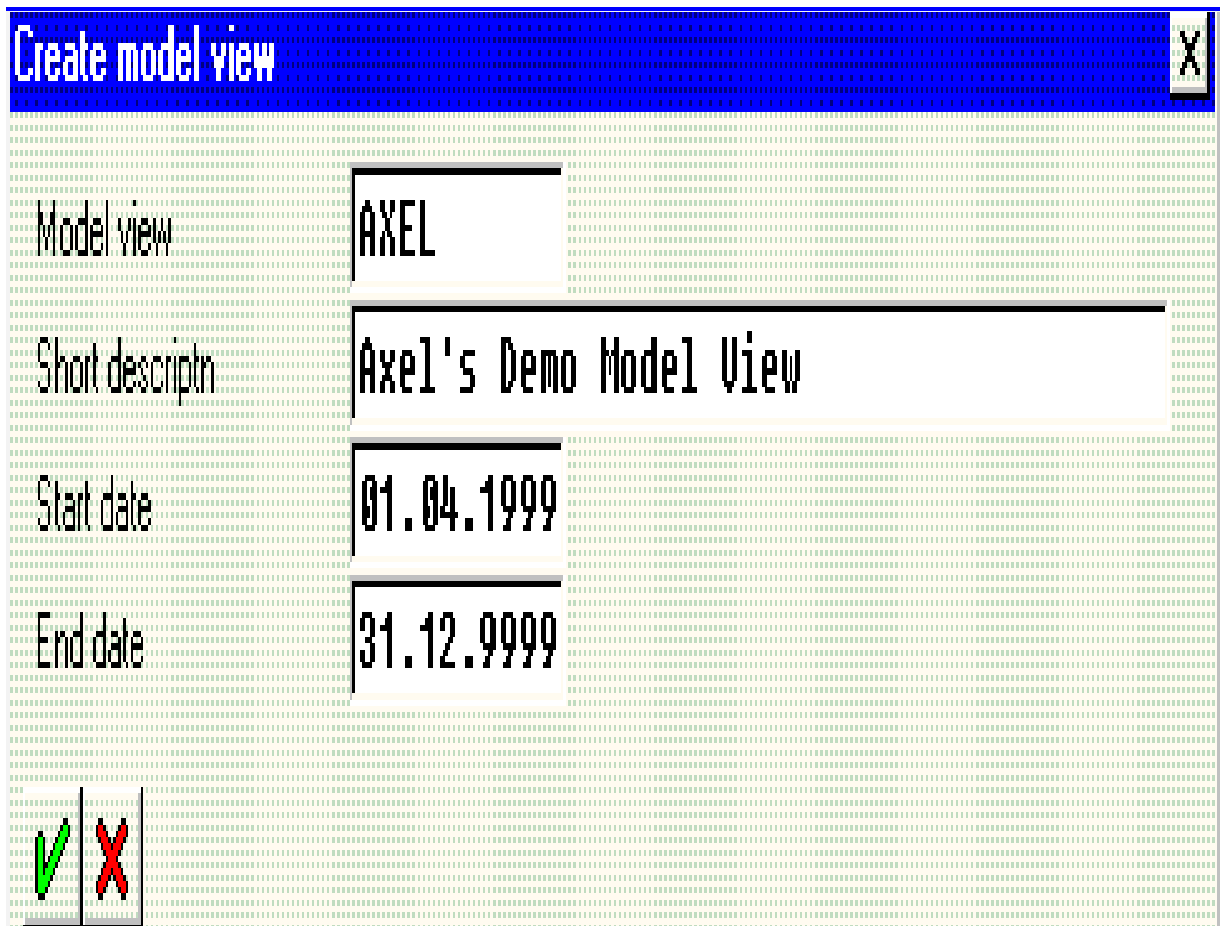 Create model view X
Model view AXEL
Short descriptn Axel's Demo Model View
Start date 01.04.1999
End date 31.12.9999